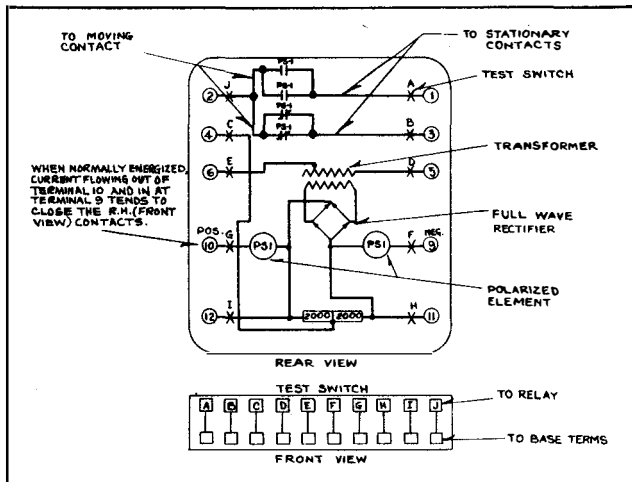 TO MOVING
CONTACT
TO STATIONARY
CONTACTS
TEST SWITCH
PS-1
PS-1
PS-1
PS-1
J
2
A
1
C
4
B
3
E
6
D
5
TRANSFORMER
WHEN NORMALLY ENERGIZED,
CURRENT FLOWING OUT OF
TERMINAL 10 AND IN AT
TERMINAL 9 TENDS TO
CLOSE THE R.H. (FRONT
VIEW) CONTACTS.
FULL WAVE
RECTIFIER
POS.
10
G
PS1
PS1
F
NEG.
9
POLARIZED
ELEMENT
I
12
2000
2000
H
11
REAR VIEW
TEST SWITCH
A B C D E F G H I J
TO RELAY
TO BASE TERMS
FRONT VIEW